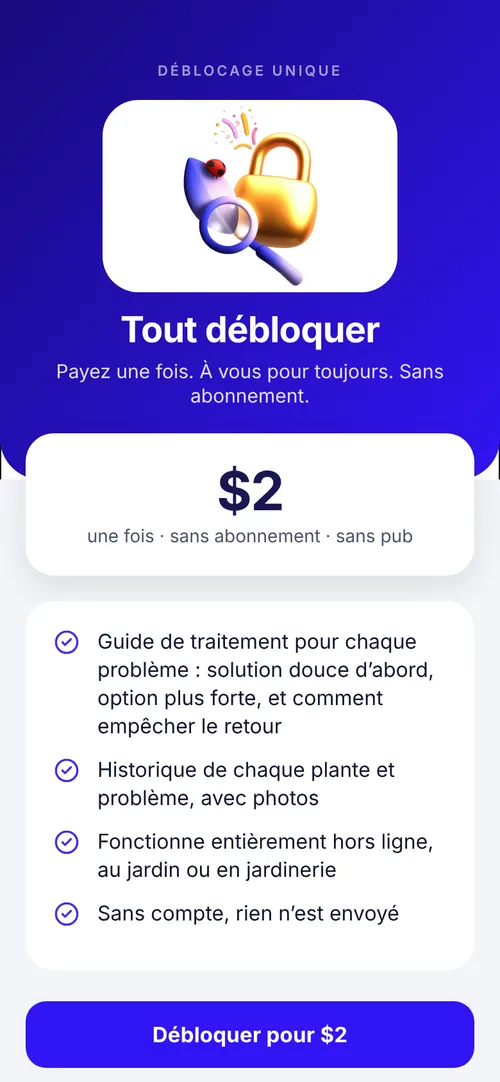 DÉBLOCAGE UNIQUE
Tout débloquer
Payez une fois. À vous pour toujours. Sans
abonnement.
$2
une fois · sans abonnement · sans pub
Guide de traitement pour chaque
problème : solution douce d’abord,
option plus forte, et comment
empêcher le retour
Historique de chaque plante et
problème, avec photos
Fonctionne entièrement hors ligne,
au jardin ou en jardinerie
Sans compte, rien n’est envoyé
Débloquer pour $2